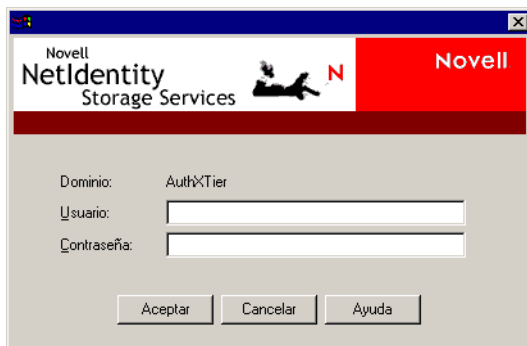 Novell
NetIdentity
Storage Services
N
Novell
Dominio: AuthXTier
Usuario:
Contraseña:
Aceptar Cancelar Ayuda